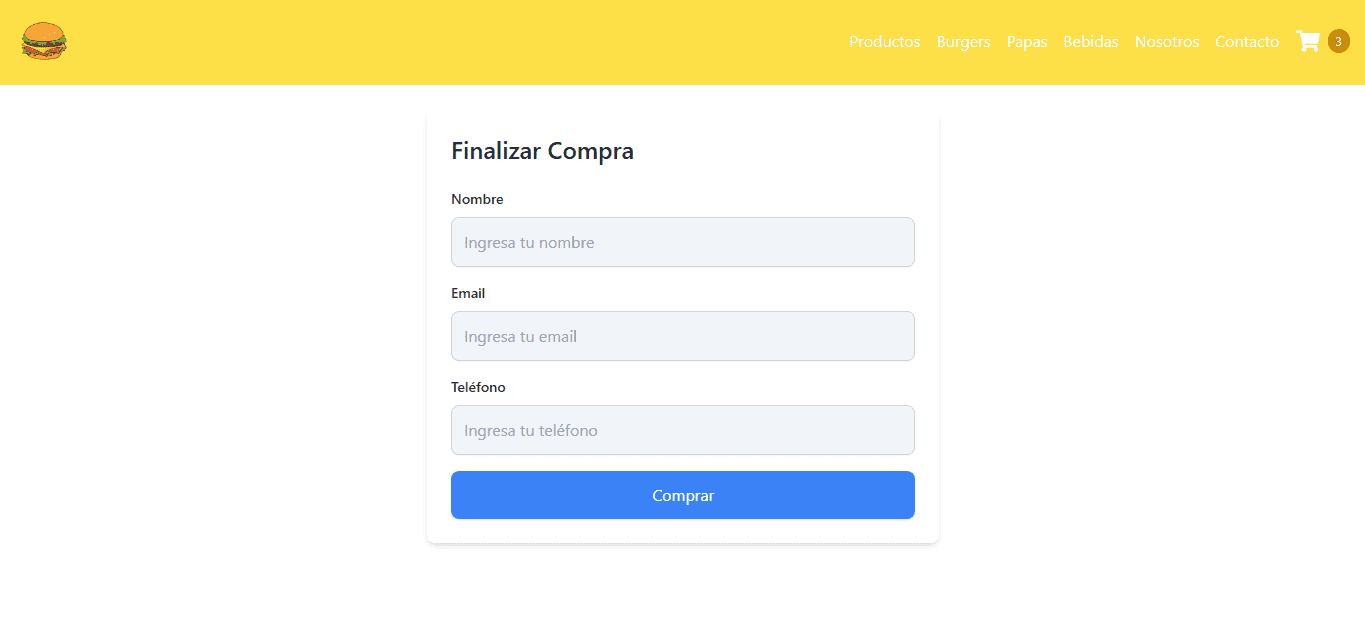 Productos Burgers Papas Bebidas Nosotros Contacto 3
Finalizar Compra
Nombre
Ingresa tu nombre
Email
Ingresa tu email
Teléfono
Ingresa tu teléfono
Comprar